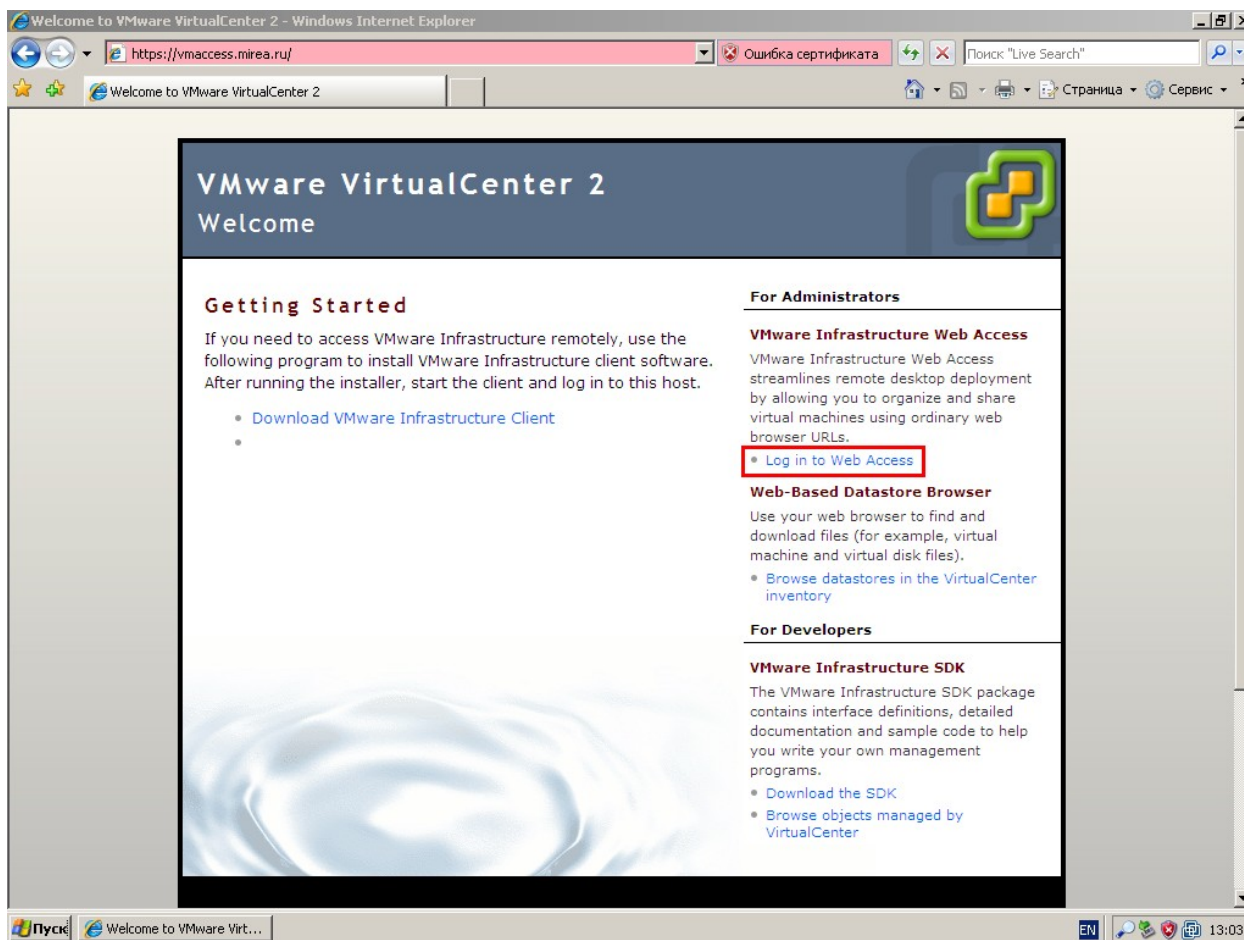 Welcome to VMware VirtualCenter 2 - Windows Internet Explorer
https://vmaccess.mirea.ru/
Ошибка сертификата
Поиск "Live Search"
Welcome to VMware VirtualCenter 2
Страница
Сервис
VMware VirtualCenter 2
Welcome
Getting Started
If you need to access VMware Infrastructure remotely, use the
following program to install VMware Infrastructure client software.
After running the installer, start the client and log in to this host.
Download VMware Infrastructure Client
For Administrators
VMware Infrastructure Web Access
VMware Infrastructure Web Access
streamlines remote desktop deployment
by allowing you to organize and share
virtual machines using ordinary web
browser URLs.
Log in to Web Access
Web-Based Datastore Browser
Use your web browser to find and
download files (for example, virtual
machine and virtual disk files).
Browse datastores in the VirtualCenter
inventory
For Developers
VMware Infrastructure SDK
The VMware Infrastructure SDK package
contains interface definitions, detailed
documentation and sample code to help
you write your own management
programs.
Download the SDK
Browse objects managed by
VirtualCenter
Пуск
Welcome to VMware Virt...
EN
13:03